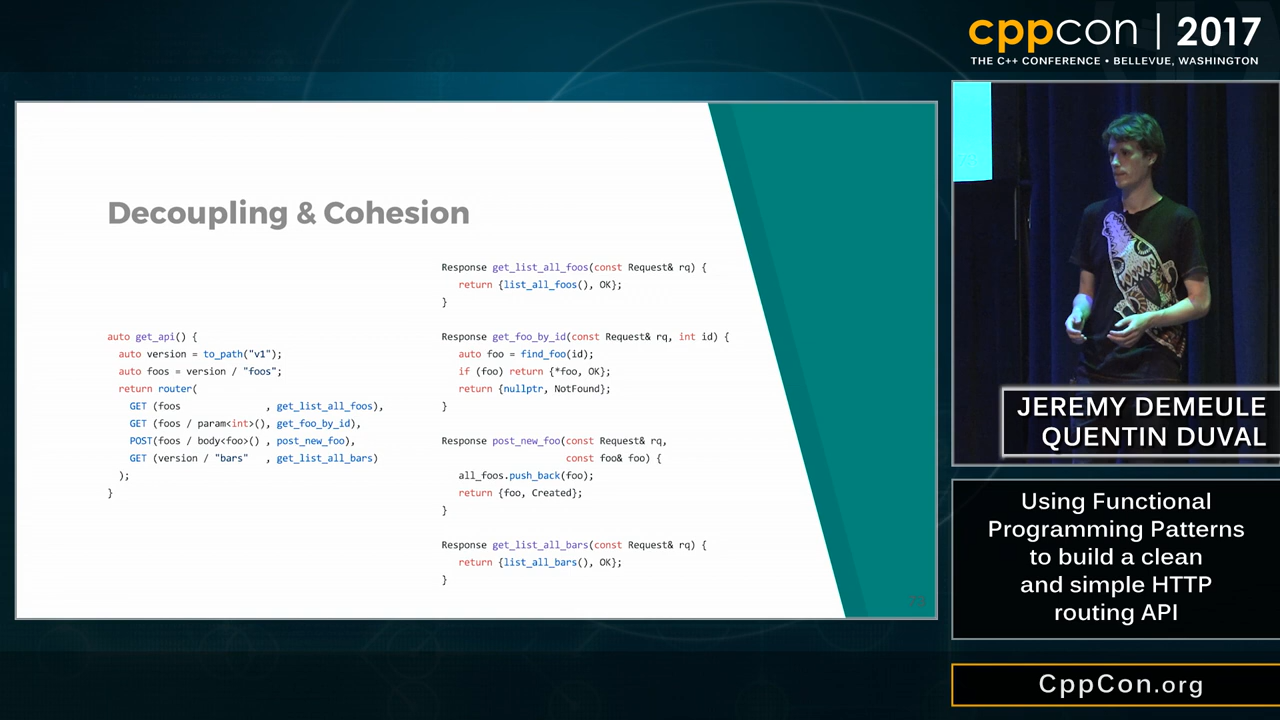 cppcon | 2017
THE C++ CONFERENCE • BELLEVUE, WASHINGTON
Decoupling & Cohesion
auto get_api() {
  auto version = to_path("v1");
  auto foos = version / "foos";
  return router(
    GET (foos              , get_list_all_foos),
    GET (foos / param<int>(), get_foo_by_id),
    POST(foos / body<foo>() , post_new_foo),
    GET (version / "bars"   , get_list_all_bars)
  );
}
Response get_list_all_foos(const Request& rq) {
   return {list_all_foos(), OK};
}
Response get_foo_by_id(const Request& rq, int id) {
   auto foo = find_foo(id);
   if (foo) return {*foo, OK};
   return {nullptr, NotFound};
}
Response post_new_foo(const Request& rq,
                      const foo& foo) {
   all_foos.push_back(foo);
   return {foo, Created};
}
Response get_list_all_bars(const Request& rq) {
   return {list_all_bars(), OK};
}
JEREMY DEMEULE
QUENTIN DUVAL
Using Functional
Programming Patterns
to build a clean
and simple HTTP
routing API
CppCon.org